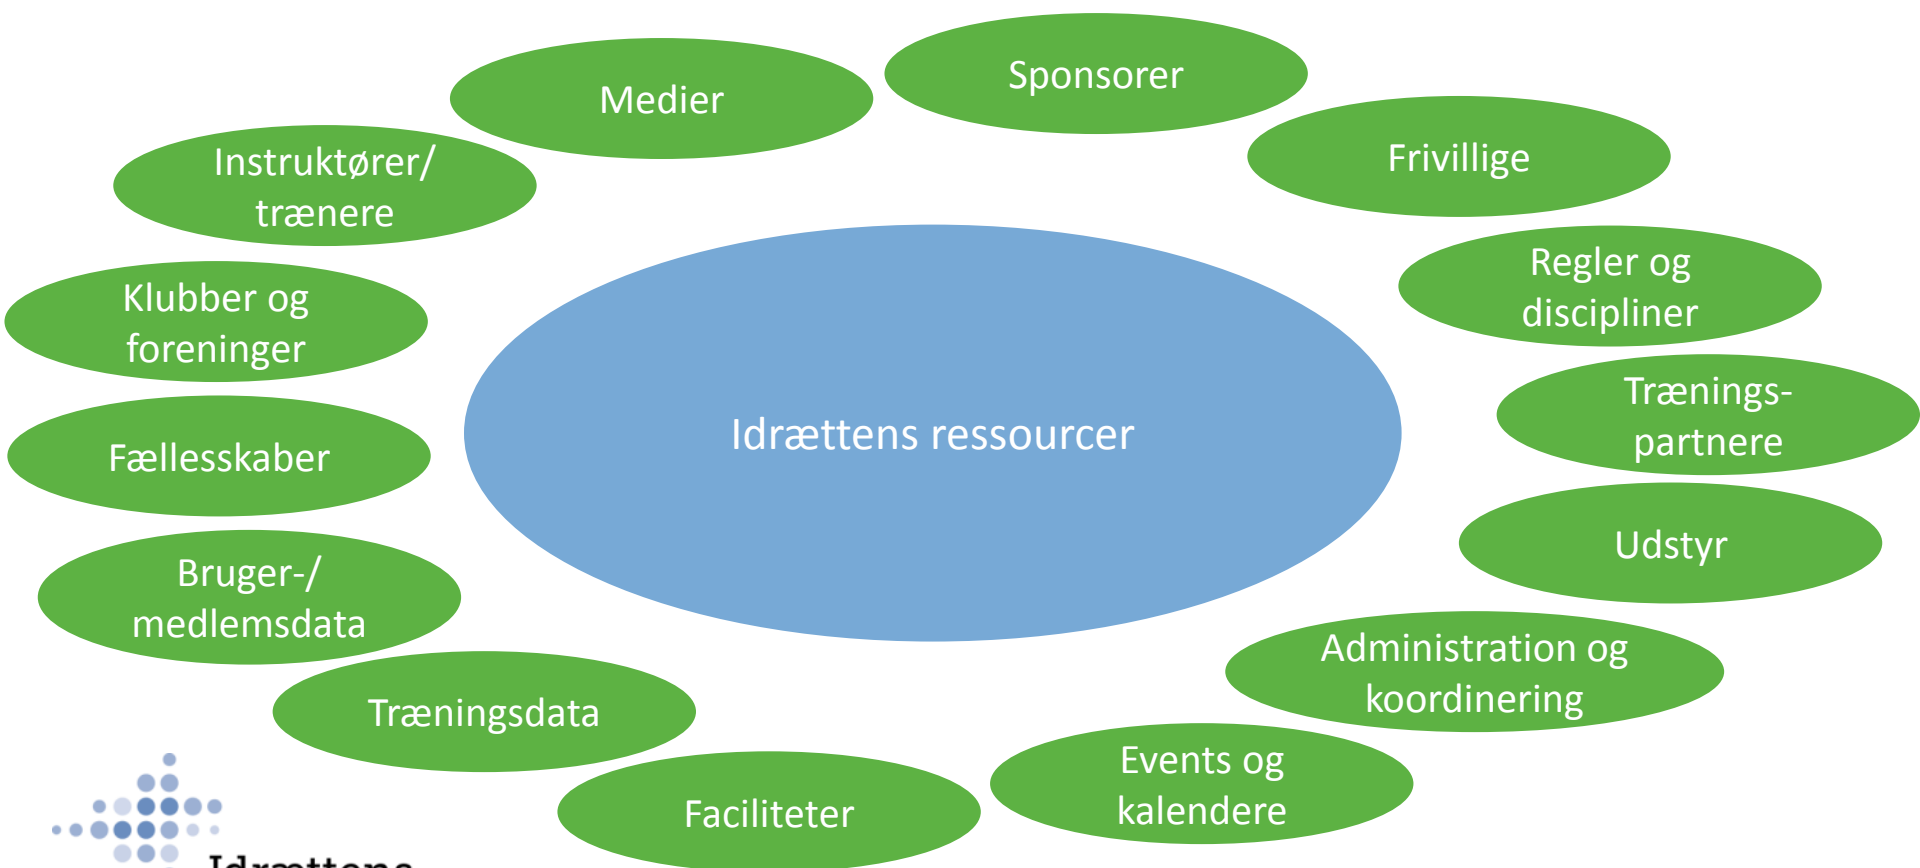 Sponsorer
Medier
Frivillige
Instruktører/
trænere
Regler og
discipliner
Klubber og
foreninger
Trænings-
partnere
Idrættens ressourcer
Fællesskaber
Udstyr
Bruger-/
medlemsdata
Administration og
koordinering
Træningsdata
Events og
kalendere
Faciliteter
Idrættens